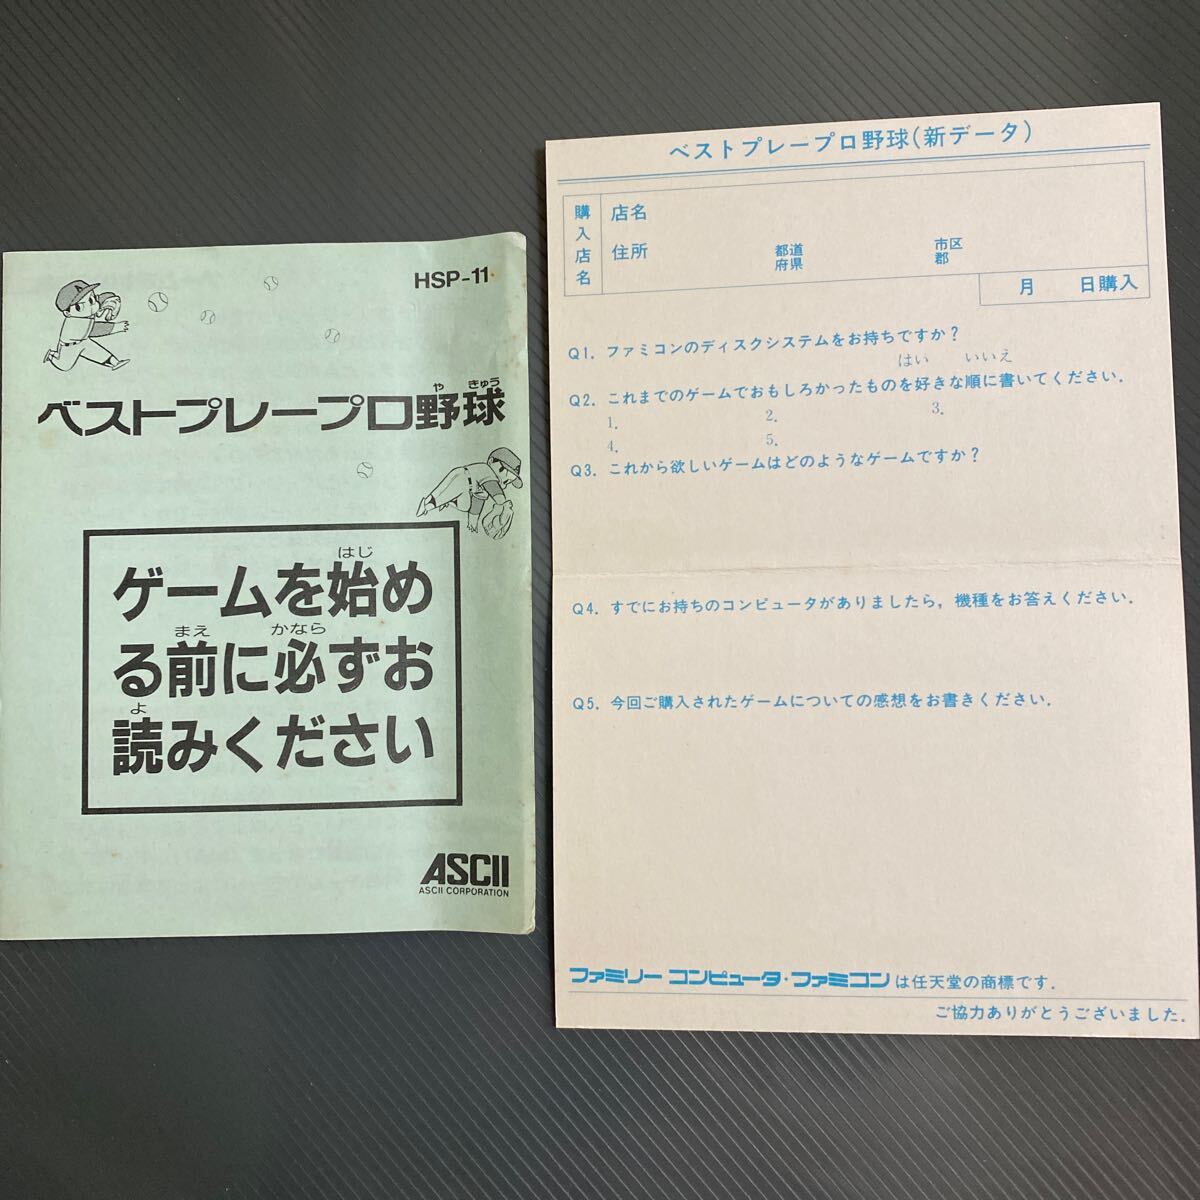 HSP-11
や きゅう
ベストプレープロ野球
はじ
ゲームを始め
まえ かなら
る前に必ずお
よ
読みください
ASCII
ASCII CORPORATION
ベストプレープロ野球(新データ)
購入店名
店名
住所 都道府県 市区郡
月 日購入
Q1. ファミコンのディスクシステムをお持ちですか?
はい いいえ
Q2. これまでのゲームでおもしろかったものを好きな順に書いてください.
1. 2. 3.
4. 5.
Q3. これから欲しいゲームはどのようなゲームですか?
Q4. すでにお持ちのコンピュータがありましたら,機種をお答えください.
Q5. 今回ご購入されたゲームについての感想をお書きください.
ファミリーコンピュータ・ファミコンは任天堂の商標です.
ご協力ありがとうございました.